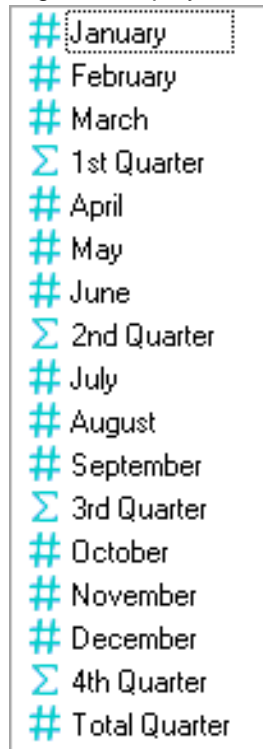 # January
# February
# March
Σ 1st Quarter
# April
# May
# June
Σ 2nd Quarter
# July
# August
# September
Σ 3rd Quarter
# October
# November
# December
Σ 4th Quarter
# Total Quarter